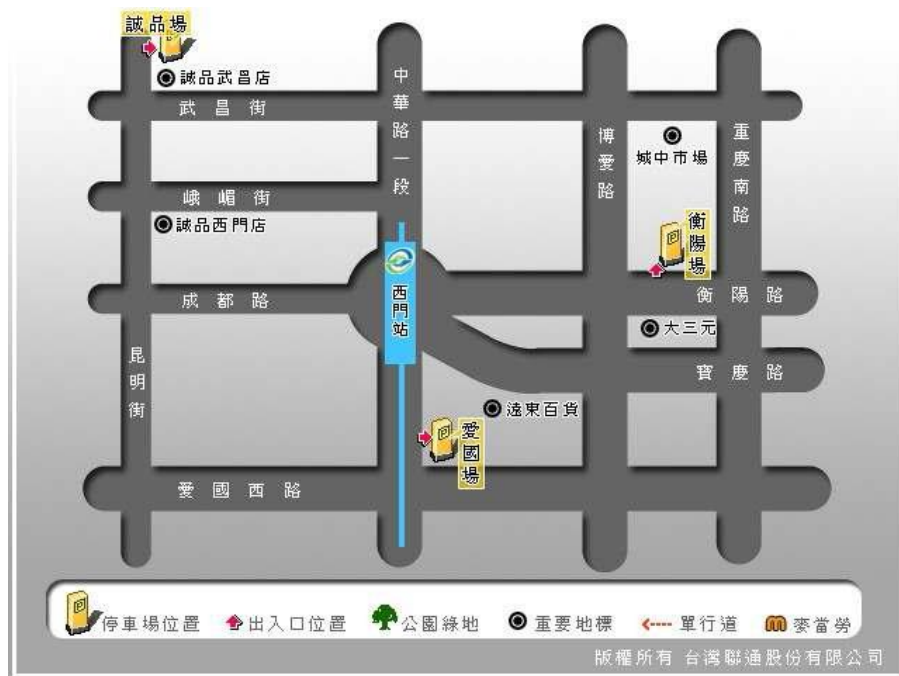 誠品場
誠品武昌店
武昌街
中華路一段
博愛路
城中市場
重慶南路
峨嵋街
誠品西門店
衡陽場
西門站
成都路
衡陽路
大三元
昆明街
寶慶路
遠東百貨
愛國場
愛國西路
停車場位置
出入口位置
公園綠地
重要地標
單行道
麥當勞
版權所有 台灣聯通股份有限公司